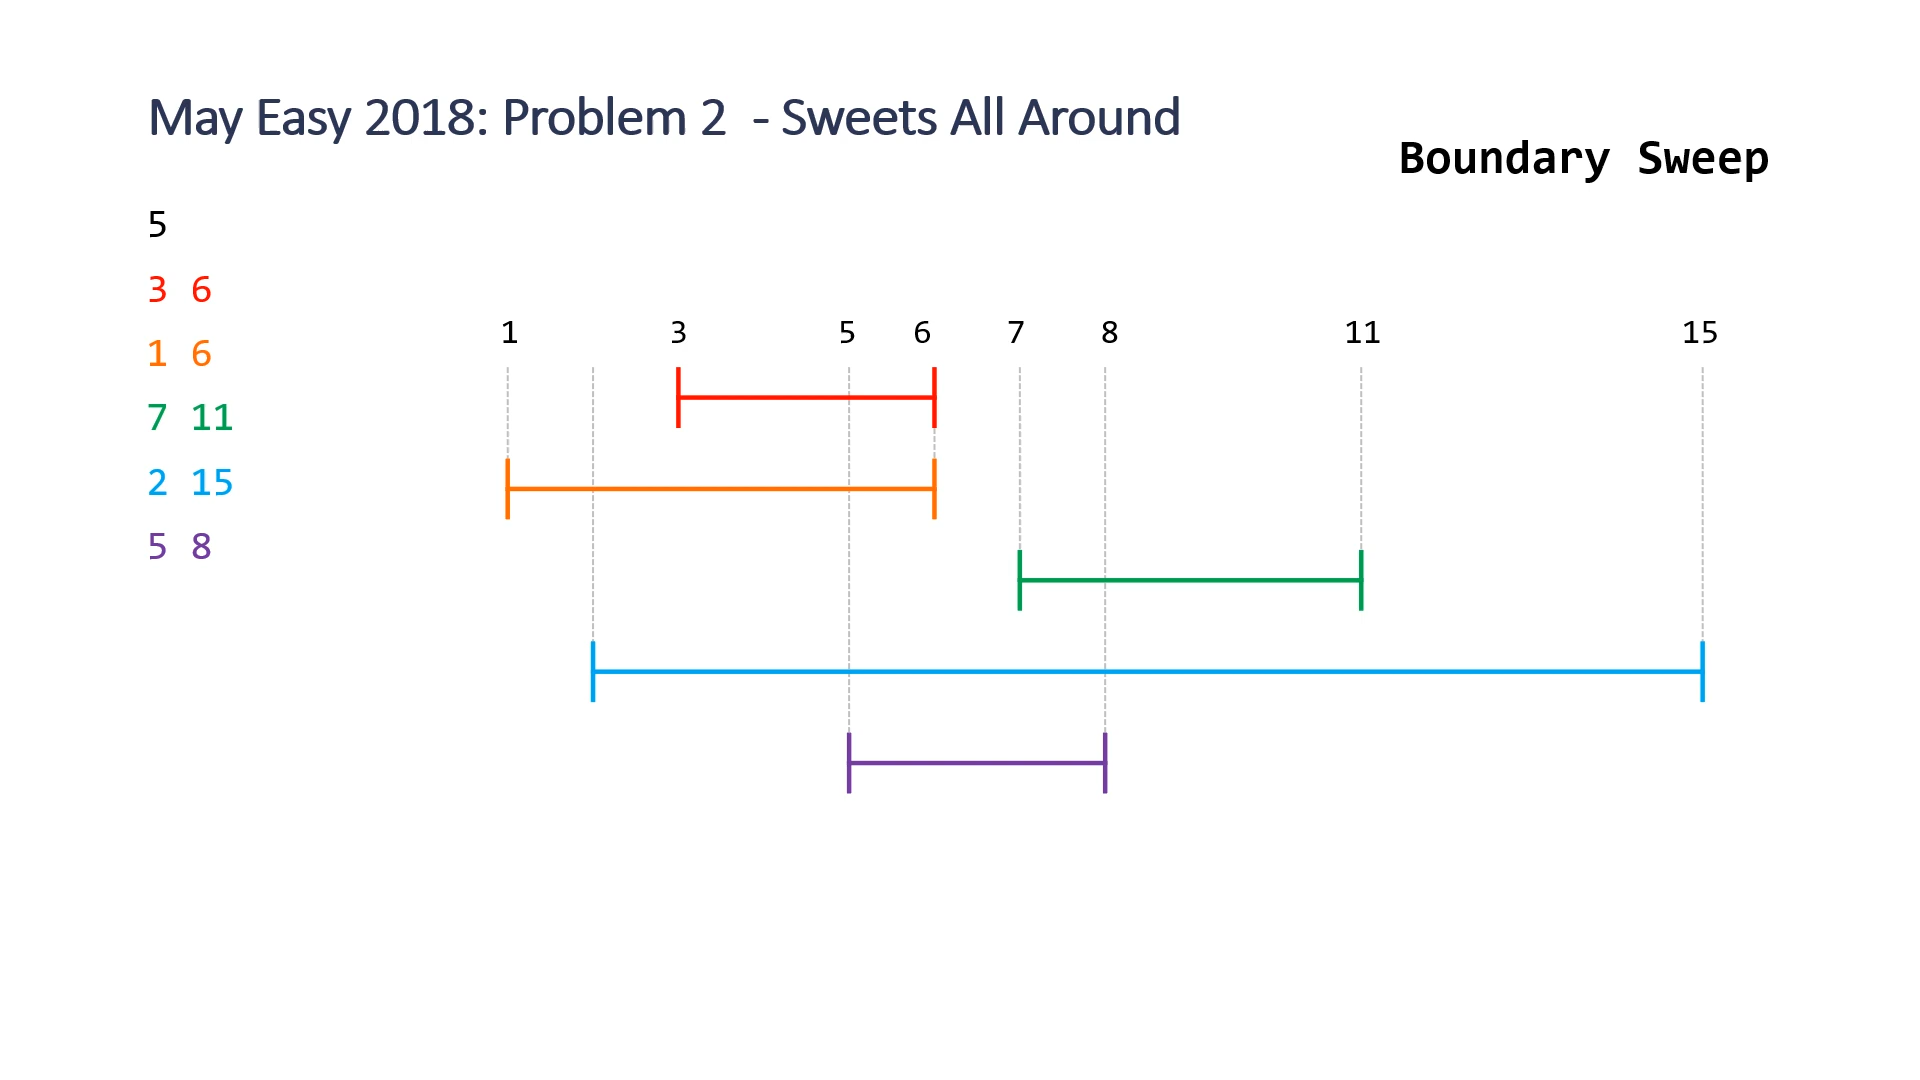 May Easy 2018: Problem 2 - Sweets All Around
Boundary Sweep
5
3 6
1 6
7 11
2 15
5 8
1 3 5 6 7 8 11 15